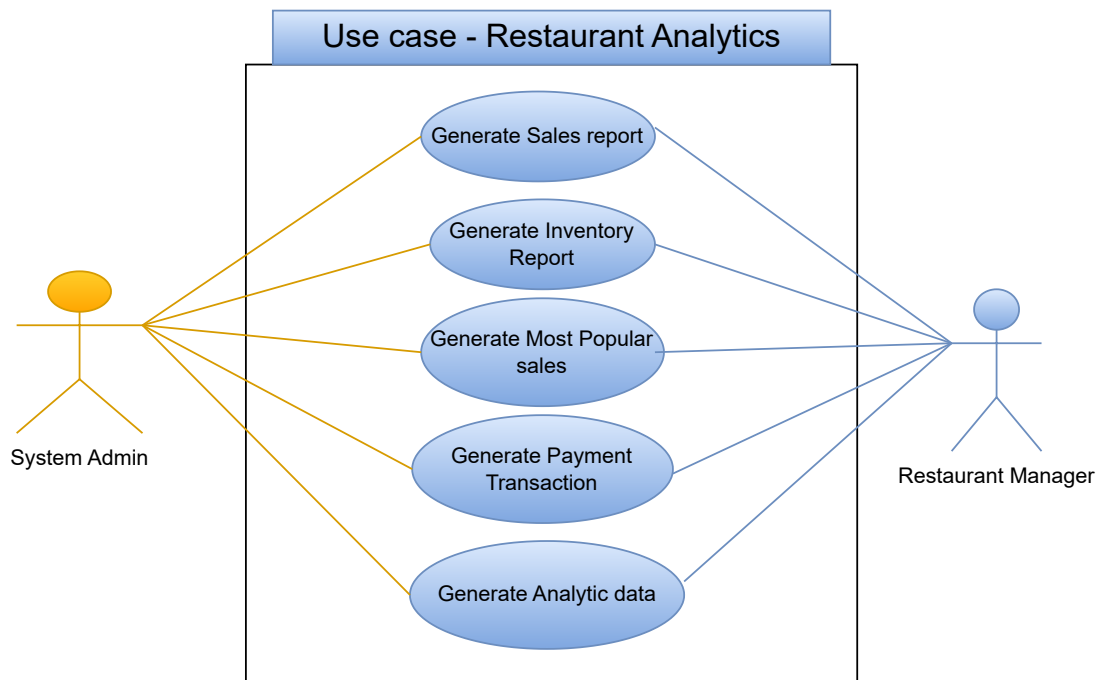 Use case - Restaurant Analytics
Generate Sales report
Generate Inventory
Report
Generate Most Popular
sales
System Admin
Generate Payment
Transaction
Restaurant Manager
Generate Analytic data